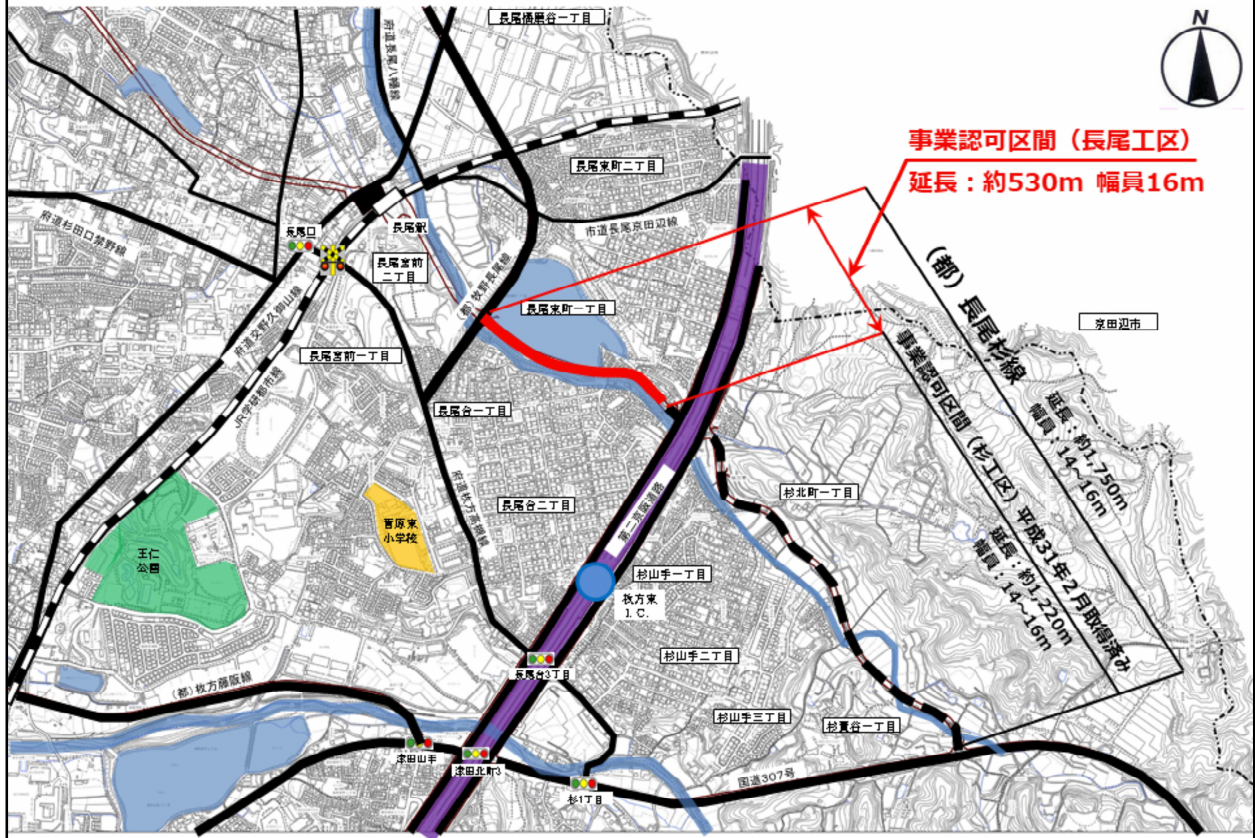 長尾播磨谷一丁目
N
府道長尾八幡線
事業認可区間（長尾工区）
延長：約530m 幅員16m
長尾東町二丁目
府道杉田口禁野線
長尾口
長尾駅
長尾宮前
二丁目
市道長尾京田辺線
(都)牧野長尾線
長尾東町一丁目
(都)長尾杉線
延長：約1,750m
幅員：14～16m
京田辺市
府道交野久御山線
長尾宮前一丁目
JR学研都市線
事業認可区間（杉工区）平成31年2月取得済み
延長：約1,220m
幅員：14～16m
長尾台一丁目
府道枚方高槻線
長尾台二丁目
第二京阪道路
杉北町一丁目
菅原東
小学校
王仁
公園
杉山手一丁目
枚方東
I.C.
長尾台3丁目
杉山手二丁目
(都)枚方藤阪線
杉山手三丁目
杉責谷一丁目
津田山手
津田北町3
杉1丁目
国道307号